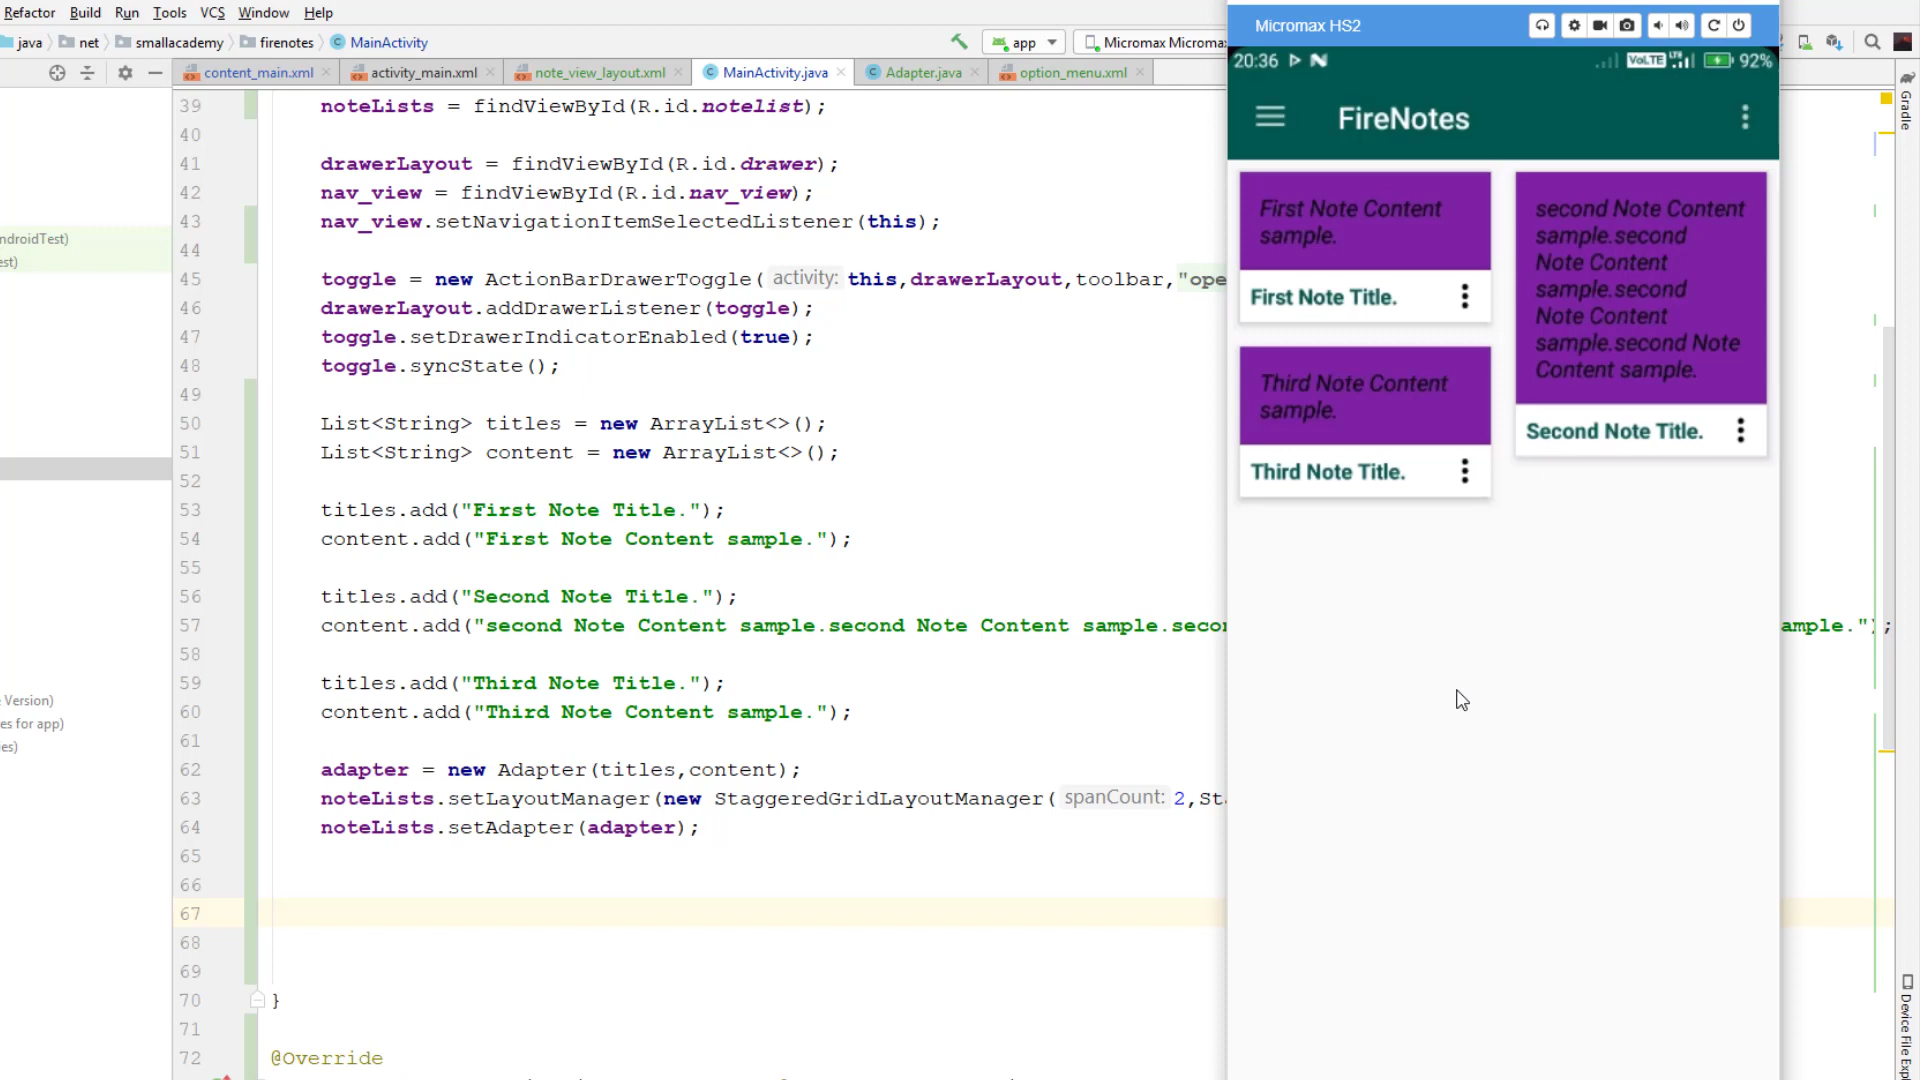 Refactor Build Run Tools VCS Window Help
java net smallacademy firenotes MainActivity
app
Micromax
content_main.xml activity_main.xml note_view_layout.xml MainActivity.java Adapter.java option_menu.xml
ndroidTest)
est)
Version)
es for app)
ies)
39 noteLists = findViewById(R.id.notelist);
40
41 drawerLayout = findViewById(R.id.drawer);
42 nav_view = findViewById(R.id.nav_view);
43 nav_view.setNavigationItemSelectedListener(this);
44
45 toggle = new ActionBarDrawerToggle( activity: this,drawerLayout,toolbar,"ope
46 drawerLayout.addDrawerListener(toggle);
47 toggle.setDrawerIndicatorEnabled(true);
48 toggle.syncState();
49
50 List<String> titles = new ArrayList<>();
51 List<String> content = new ArrayList<>();
52
53 titles.add("First Note Title.");
54 content.add("First Note Content sample.");
55
56 titles.add("Second Note Title.");
57 content.add("second Note Content sample.second Note Content sample.secon ample.");
58
59 titles.add("Third Note Title.");
60 content.add("Third Note Content sample.");
61
62 adapter = new Adapter(titles,content);
63 noteLists.setLayoutManager(new StaggeredGridLayoutManager( spanCount: 2,St
64 noteLists.setAdapter(adapter);
65
66
67
68
69
70 }
71
72 @Override
Micromax HS2
20:36 VoLTE LTE 92%
FireNotes
First Note Content
sample.
First Note Title.
Third Note Content
sample.
Third Note Title.
second Note Content
sample.second
Note Content
sample.second
Note Content
sample.second Note
Content sample.
Second Note Title.
Gradle
Device File Expl